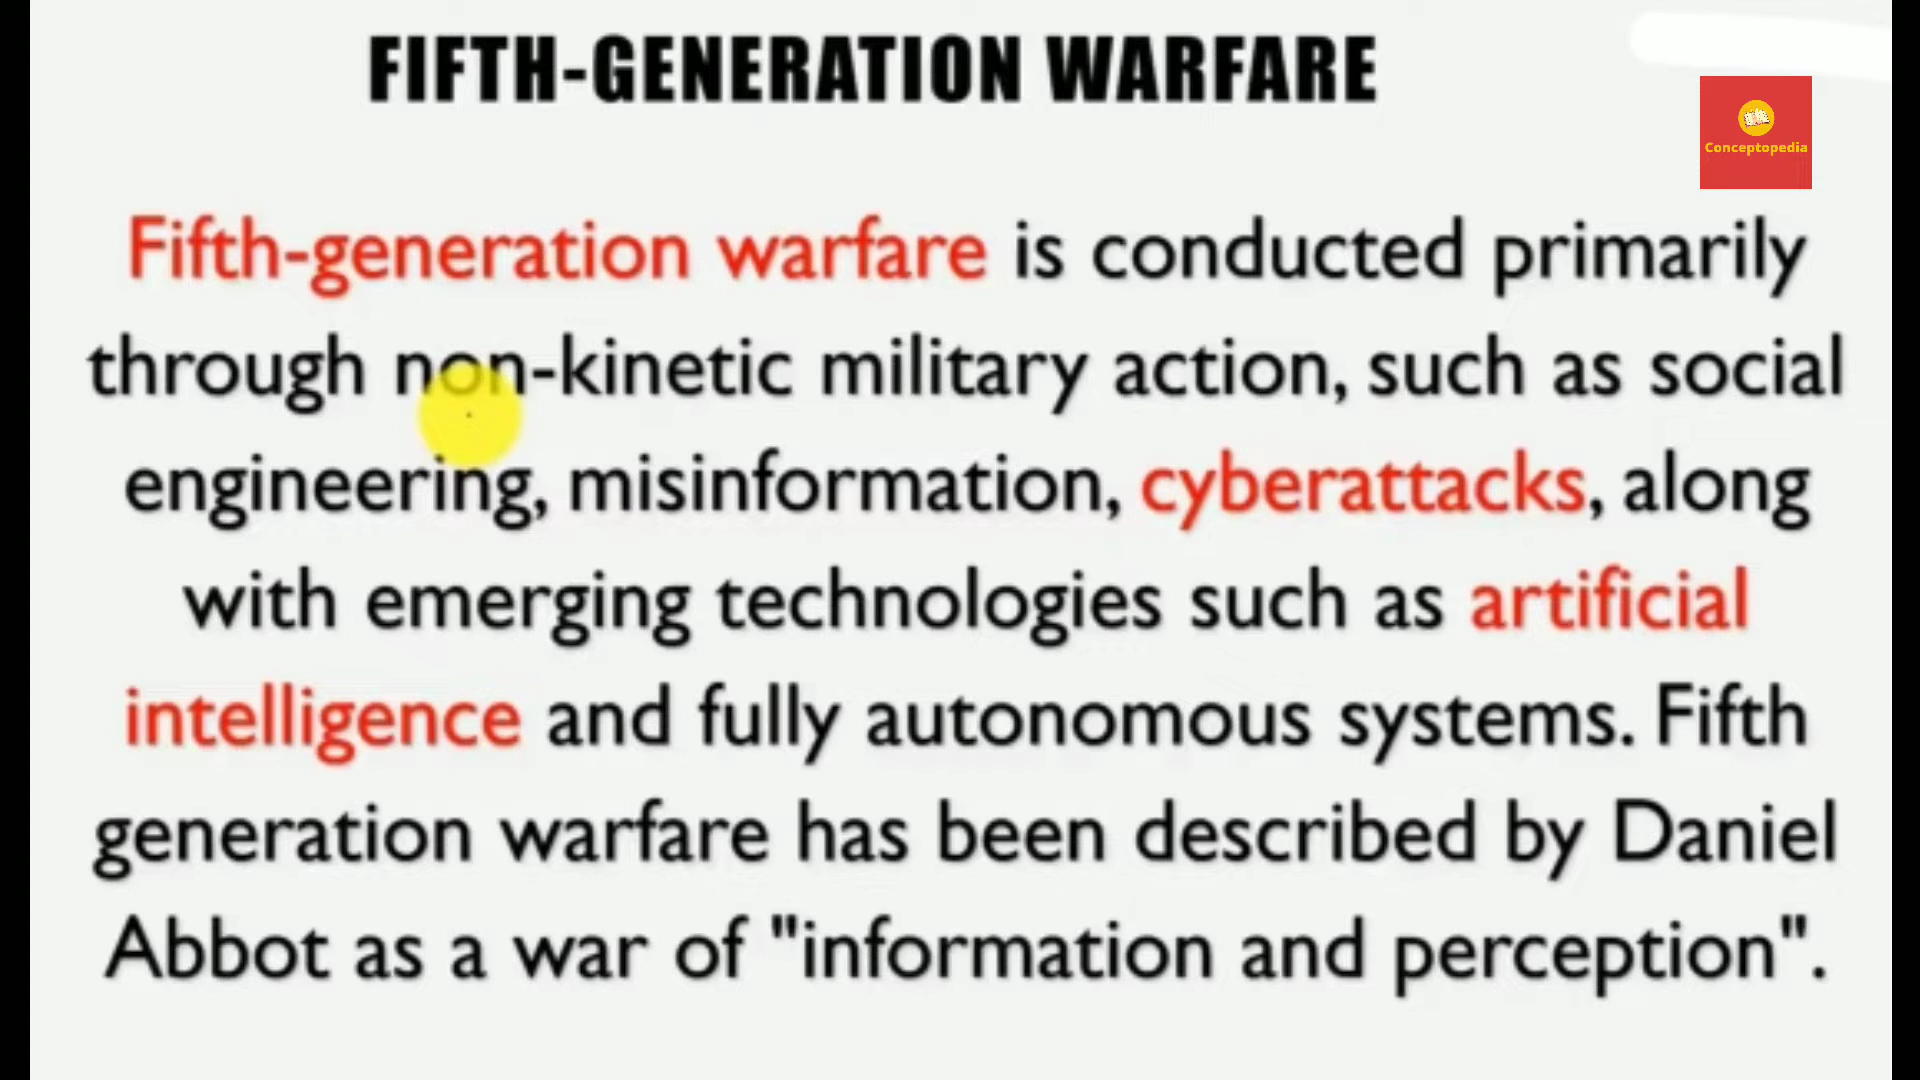 FIFTH-GENERATION WARFARE
Conceptopedia
Fifth-generation warfare is conducted primarily
through non-kinetic military action, such as social
engineering, misinformation, cyberattacks, along
with emerging technologies such as artificial
intelligence and fully autonomous systems. Fifth
generation warfare has been described by Daniel
Abbot as a war of "information and perception".